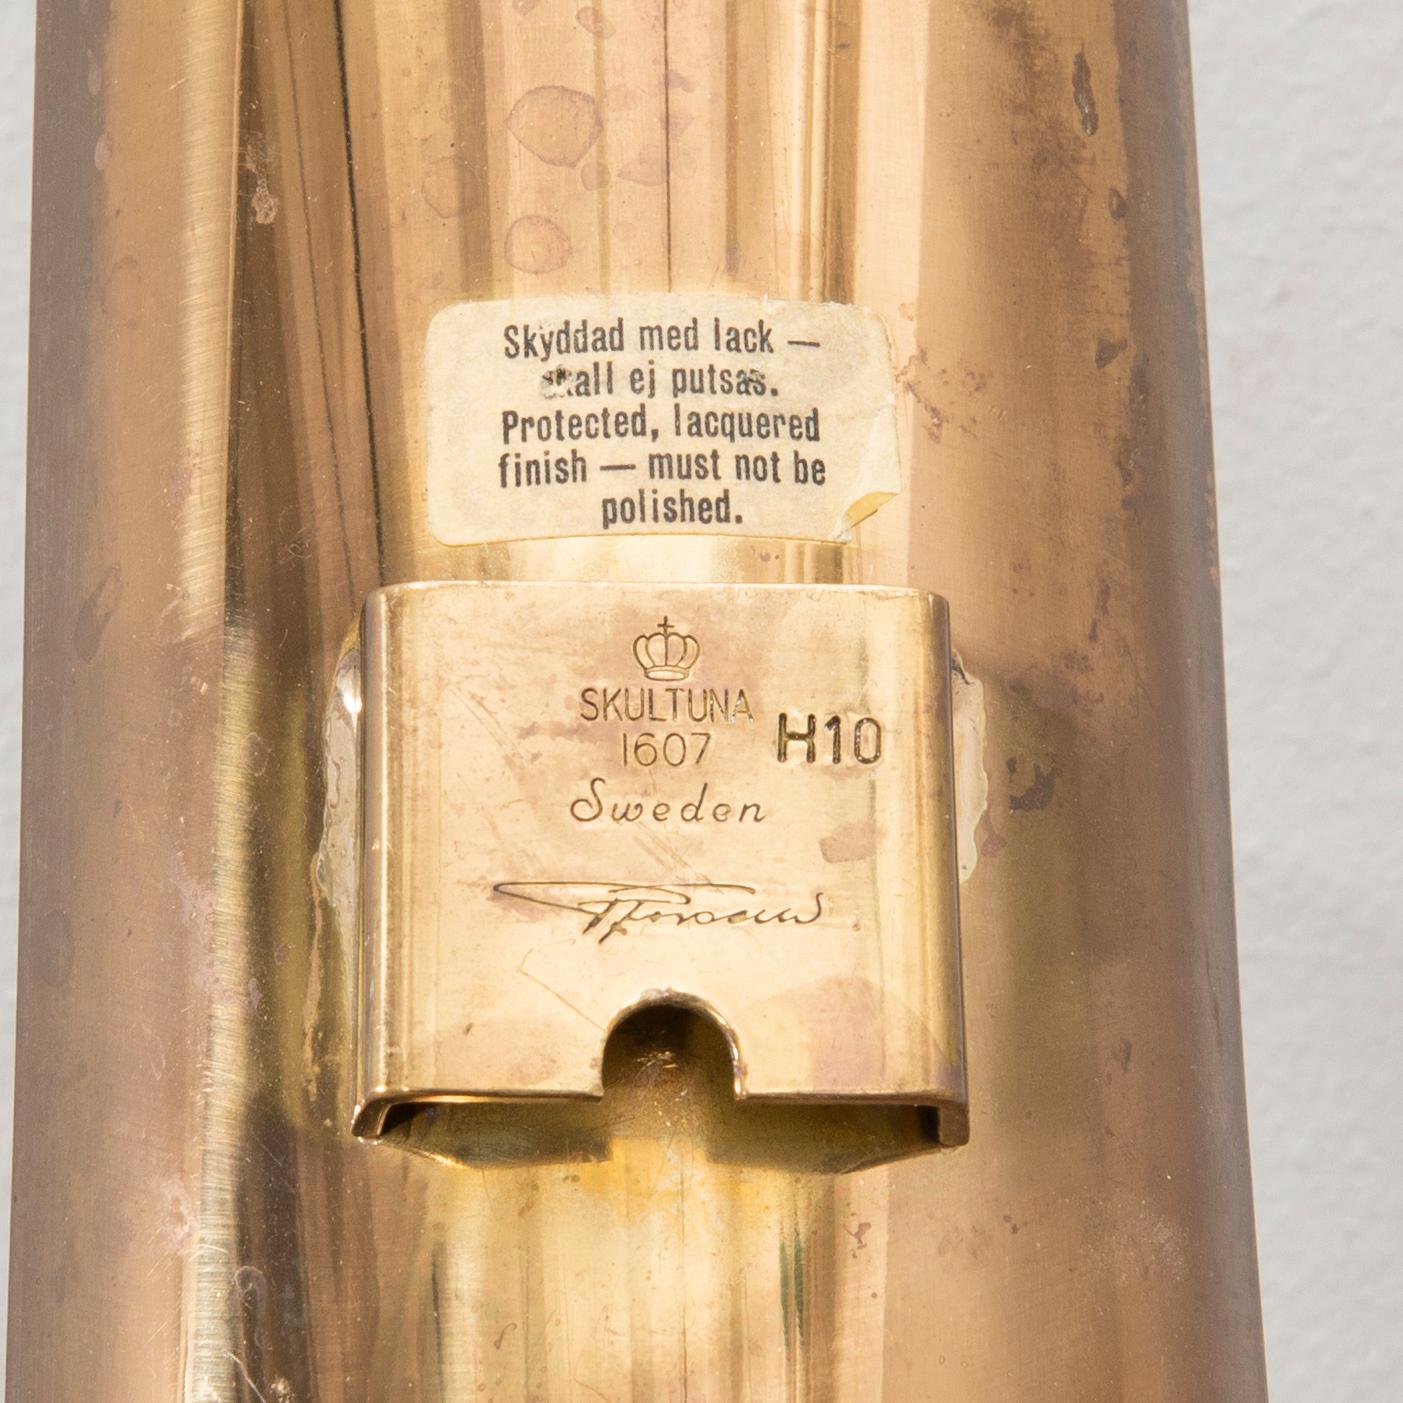 Skyddad med lack —
skall ej putsas.
Protected, lacquered
finish — must not be
polished.
SKULTUNA
1607
H10
Sweden